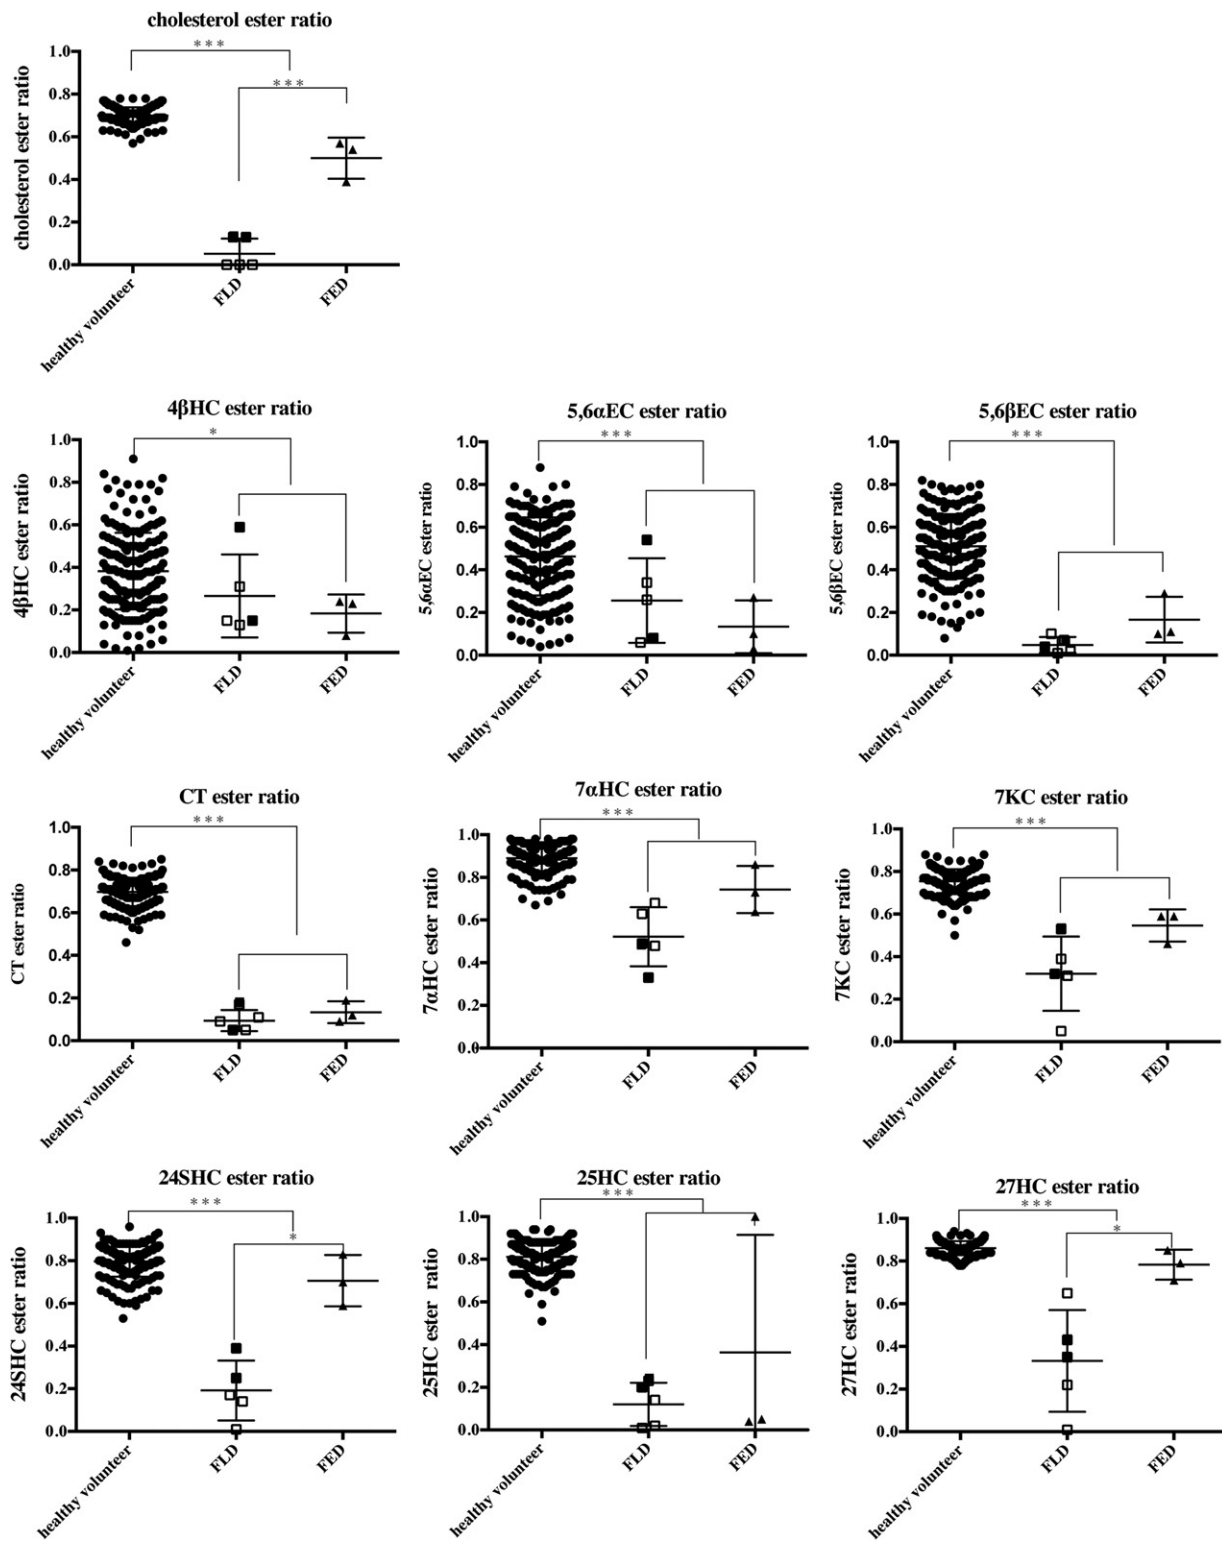 cholesterol ester ratio
***
***
cholesterol ester ratio
1.0
0.8
0.6
0.4
0.2
0.0
healthy volunteer
FLD
FED
4βHC ester ratio
*
4βHC ester ratio
1.0
0.8
0.6
0.4
0.2
0.0
healthy volunteer
FLD
FED
5,6αEC ester ratio
***
5,6αEC ester ratio
1.0
0.8
0.6
0.4
0.2
0.0
healthy volunteer
FLD
FED
5,6βEC ester ratio
***
5,6βEC ester ratio
1.0
0.8
0.6
0.4
0.2
0.0
healthy volunteer
FLD
FED
CT ester ratio
***
CT ester ratio
1.0
0.8
0.6
0.4
0.2
0.0
healthy volunteer
FLD
FED
7αHC ester ratio
***
7αHC ester ratio
1.0
0.8
0.6
0.4
0.2
0.0
healthy volunteer
FLD
FED
7KC ester ratio
***
7KC ester ratio
1.0
0.8
0.6
0.4
0.2
0.0
healthy volunteer
FLD
FED
24SHC ester ratio
***
*
24SHC ester ratio
1.0
0.8
0.6
0.4
0.2
0.0
healthy volunteer
FLD
FED
25HC ester ratio
***
25HC ester ratio
1.0
0.8
0.6
0.4
0.2
0.0
healthy volunteer
FLD
FED
27HC ester ratio
***
*
27HC ester ratio
1.0
0.8
0.6
0.4
0.2
0.0
healthy volunteer
FLD
FED